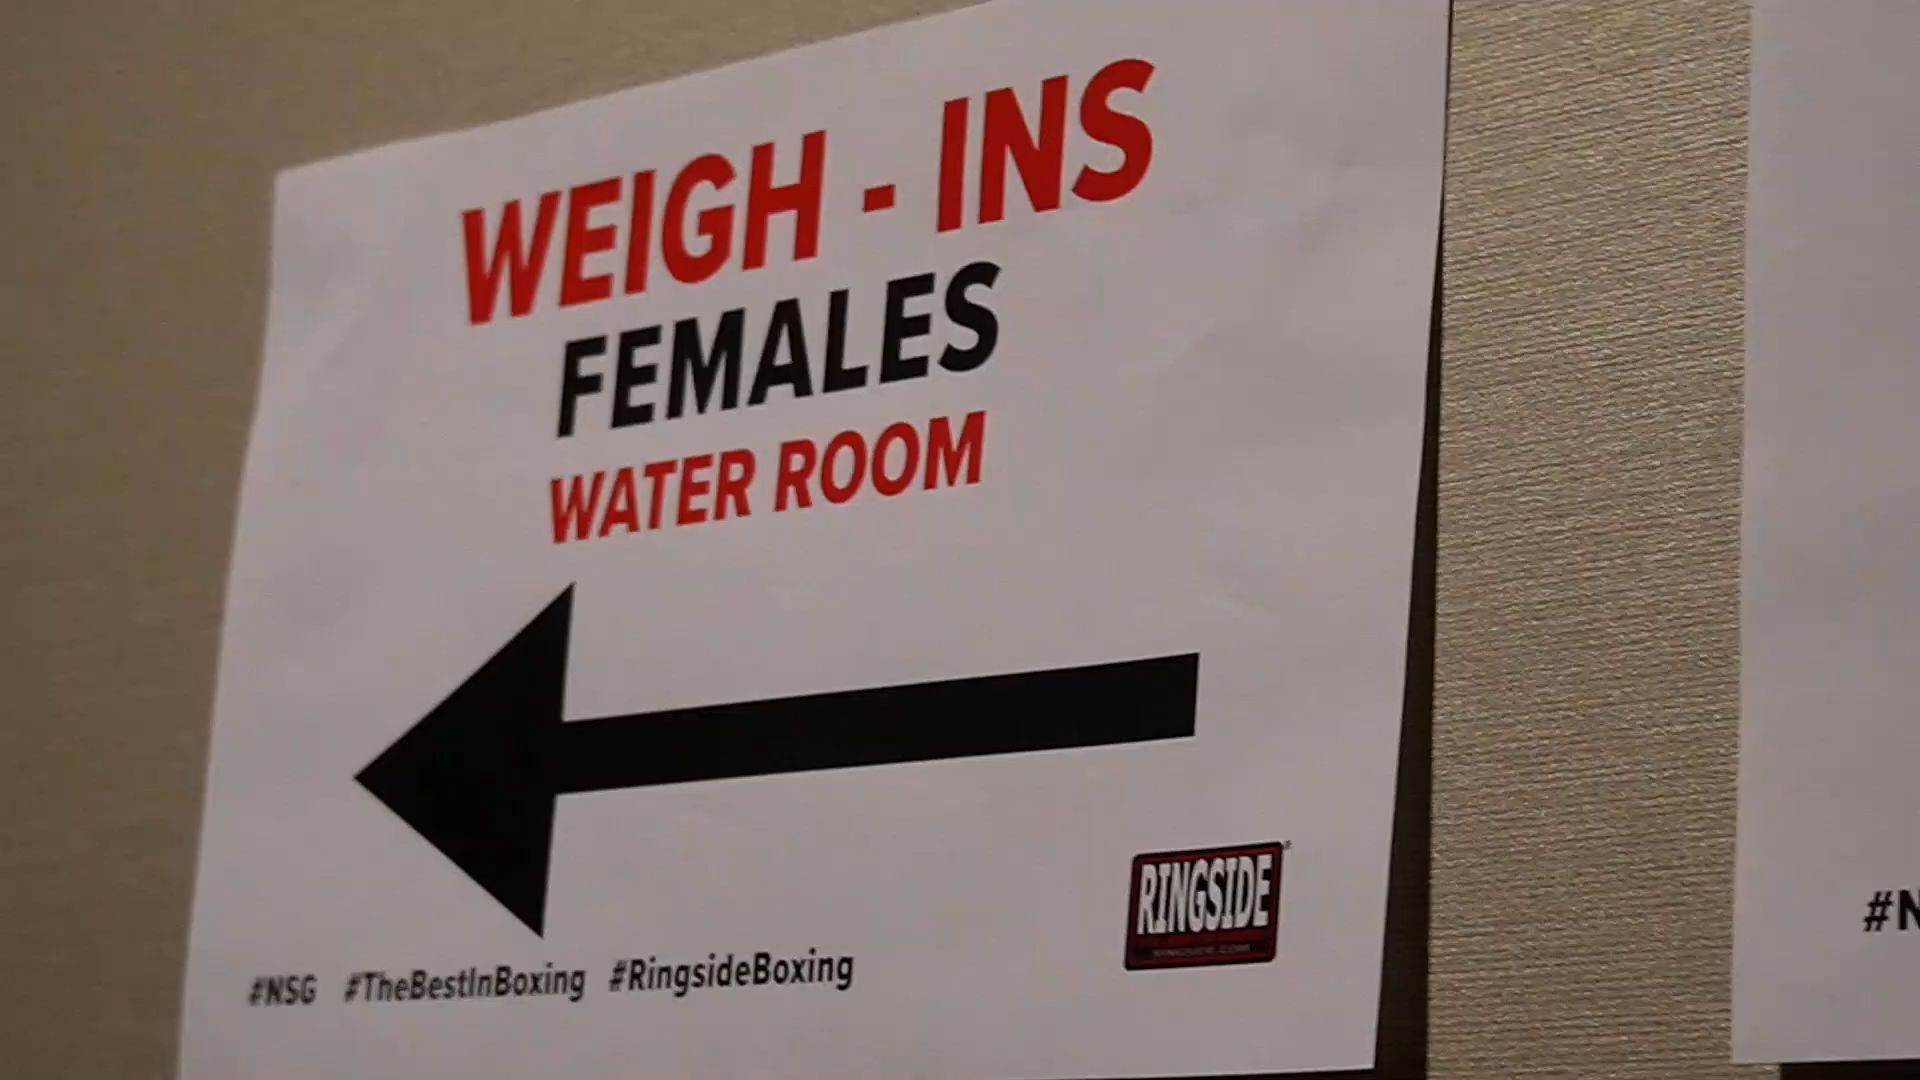 WEIGH - INS
FEMALES
WATER ROOM
RINGSIDE
#NSG #TheBestInBoxing #RingsideBoxing